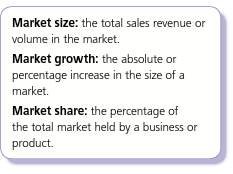 Market size: the total sales revenue or
volume in the market.
Market growth: the absolute or
percentage increase in the size of a
market.
Market share: the percentage of
the total market held by a business or
product.